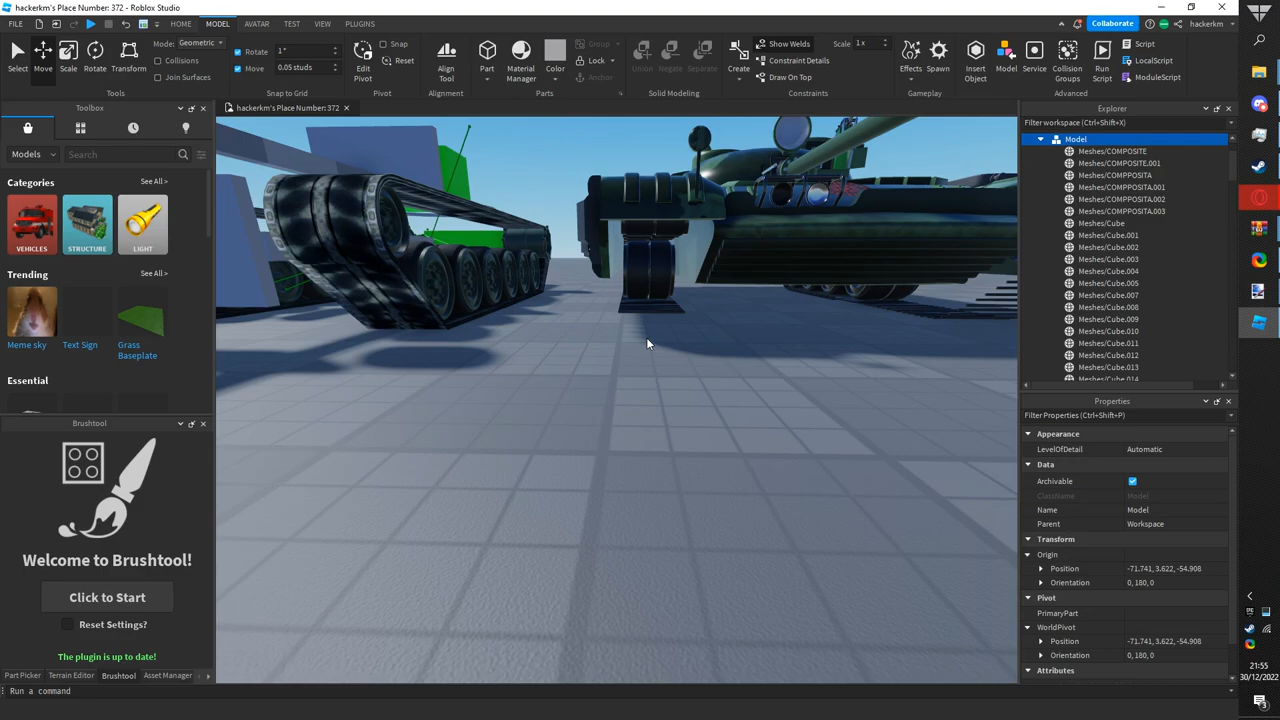 hackerkm's Place Number: 372 - Roblox Studio
FILE
HOME
MODEL
AVATAR
TEST
VIEW
PLUGINS
Collaborate
hackerkm
Select
Move
Scale
Rotate
Transform
Tools
Mode: Geometric
Collisions
Join Surfaces
Rotate 1°
Move 0.05 studs
Snap to Grid
Edit Pivot
Snap
Reset
Pivot
Align Tool
Alignment
Part
Material Manager
Color
Group
Lock
Anchor
Parts
Union
Negate
Separate
Solid Modeling
Create
Show Welds
Constraint Details
Draw On Top
Scale 1x
Constraints
Effects
Spawn
Gameplay
Insert Object
Model
Service
Collision Groups
Run Script
Script
LocalScript
ModuleScript
Advanced
Toolbox
Models
Search
Categories
See All >
VEHICLES
STRUCTURE
LIGHT
Trending
See All >
Meme sky
Text Sign
Grass Baseplate
Essential
Brushtool
Welcome to Brushtool!
Click to Start
Reset Settings?
The plugin is up to date!
Part Picker
Terrain Editor
Brushtool
Asset Manager
Run a command
hackerkm's Place Number: 372
Explorer
Filter workspace (Ctrl+Shift+X)
Model
Meshes/COMPOSITE
Meshes/COMPOSITE.001
Meshes/COMPPOSITA
Meshes/COMPPOSITA.001
Meshes/COMPPOSITA.002
Meshes/COMPPOSITA.003
Meshes/Cube
Meshes/Cube.001
Meshes/Cube.002
Meshes/Cube.003
Meshes/Cube.004
Meshes/Cube.005
Meshes/Cube.007
Meshes/Cube.008
Meshes/Cube.009
Meshes/Cube.010
Meshes/Cube.011
Meshes/Cube.012
Meshes/Cube.013
Meshes/Cube.014
Properties
Filter Properties (Ctrl+Shift+P)
Appearance
LevelOfDetail Automatic
Data
Archivable
ClassName Model
Name Model
Parent Workspace
Transform
Origin
Position -71.741, 3.622, -54.908
Orientation 0, 180, 0
Pivot
PrimaryPart
WorldPivot
Position -71.741, 3.622, -54.908
Orientation 0, 180, 0
Attributes
21:55
30/12/2022